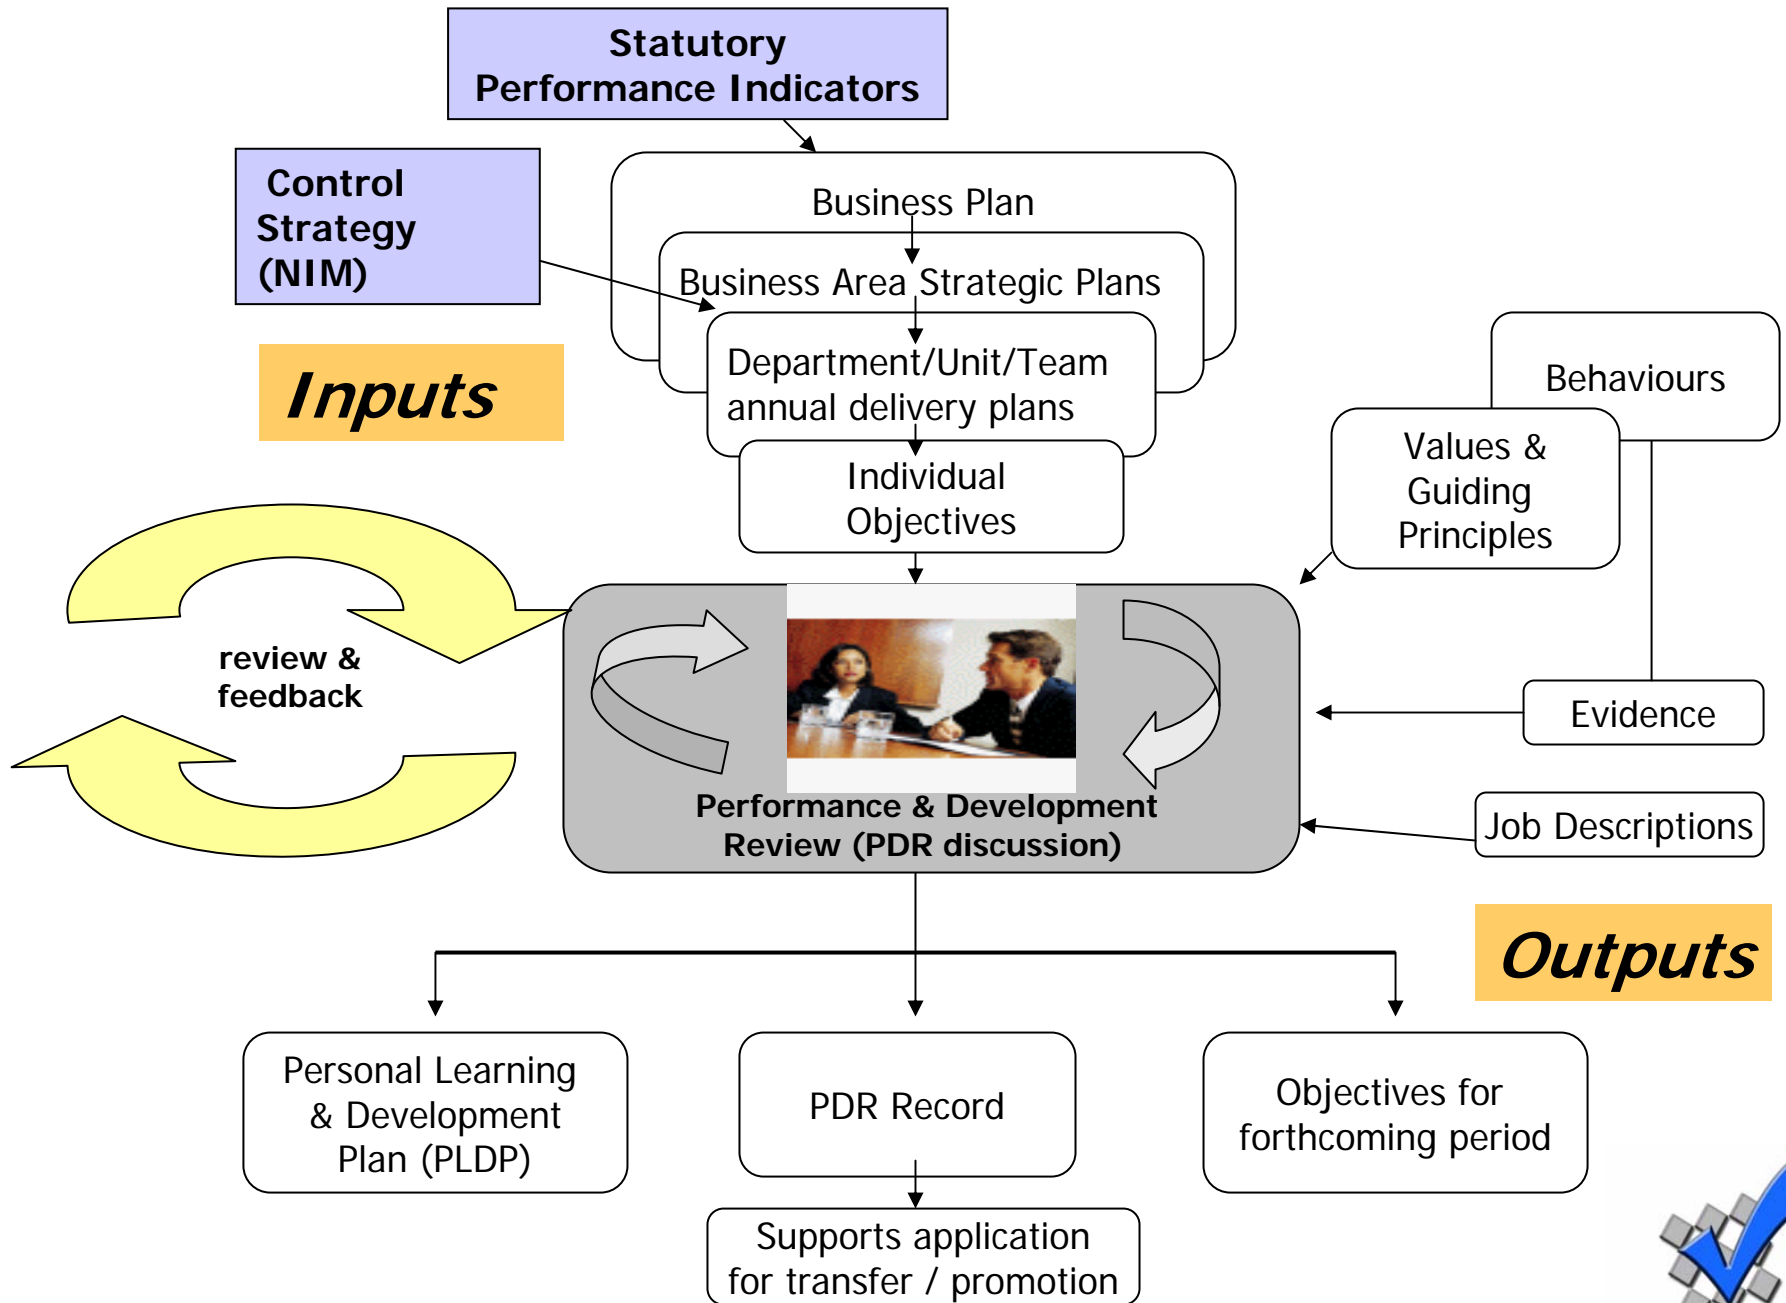 Statutory
Performance Indicators
Control
Strategy
(NIM)
Business Plan
Business Area Strategic Plans
Department/Unit/Team
annual delivery plans
Individual
Objectives
Inputs
Behaviours
Values &
Guiding
Principles
review &
feedback
Evidence
Performance & Development
Review (PDR discussion)
Job Descriptions
Outputs
Personal Learning
& Development
Plan (PLDP)
PDR Record
Objectives for
forthcoming period
Supports application
for transfer / promotion